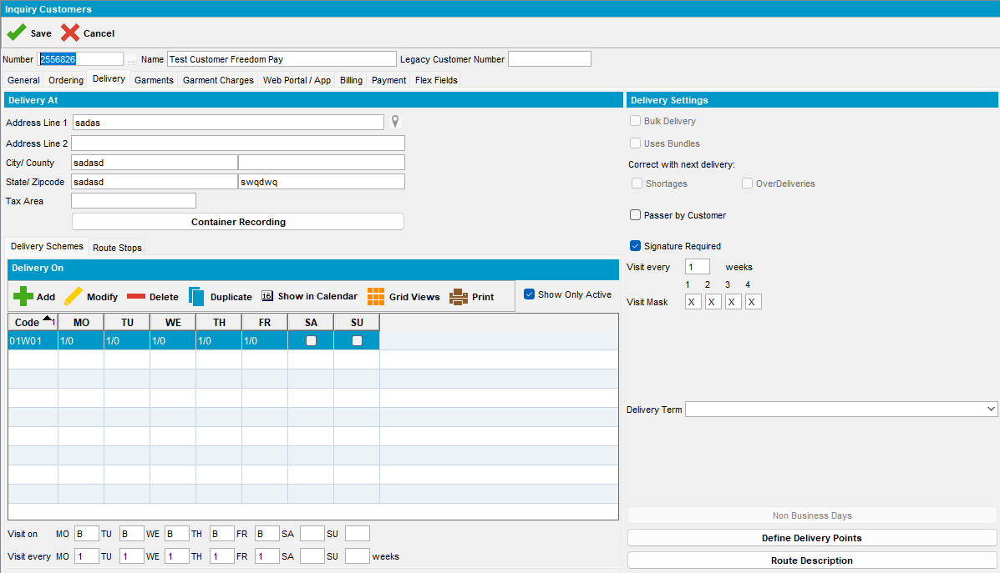 Inquiry Customers
Save Cancel
Number 2556826 ... Name Test Customer Freedom Pay Legacy Customer Number
General Ordering Delivery Garments Garment Charges Web Portal / App Billing Payment Flex Fields
Delivery At
Address Line 1 sadas
Address Line 2
City/ County sadasd
State/ Zipcode sadasd swqdwq
Tax Area
Container Recording
Delivery Schemes Route Stops
Delivery On
Add Modify Delete Duplicate 16 Show in Calendar Grid Views Print Show Only Active
Code 1 MO TU WE TH FR SA SU
01W01 1/0 1/0 1/0 1/0 1/0
Visit on MO B TU B WE B TH B FR B SA SU
Visit every MO 1 TU 1 WE 1 TH 1 FR 1 SA SU weeks
Delivery Settings
Bulk Delivery
Uses Bundles
Correct with next delivery:
Shortages OverDeliveries
Passer by Customer
Signature Required
Visit every 1 weeks
1 2 3 4
Visit Mask X X X X
Delivery Term
Non Business Days
Define Delivery Points
Route Description